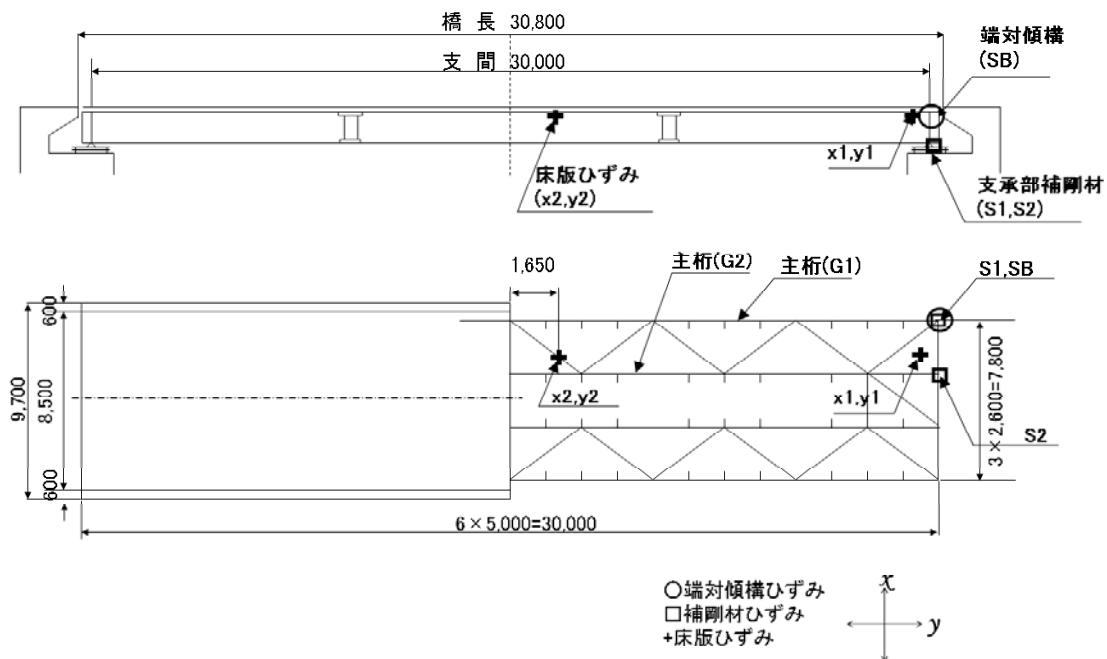 橋 長 30,800
支 間 30,000
端対傾構
(SB)
x1,y1
床版ひずみ
(x2,y2)
支承部補剛材
(S1,S2)
1,650
主桁(G2)
主桁(G1)
S1,SB
600
9,700
8,500
600
x2,y2
x1,y1
3×2,600=7,800
S2
6×5,000=30,000
○端対傾構ひずみ
□補剛材ひずみ
+床版ひずみ
x
y